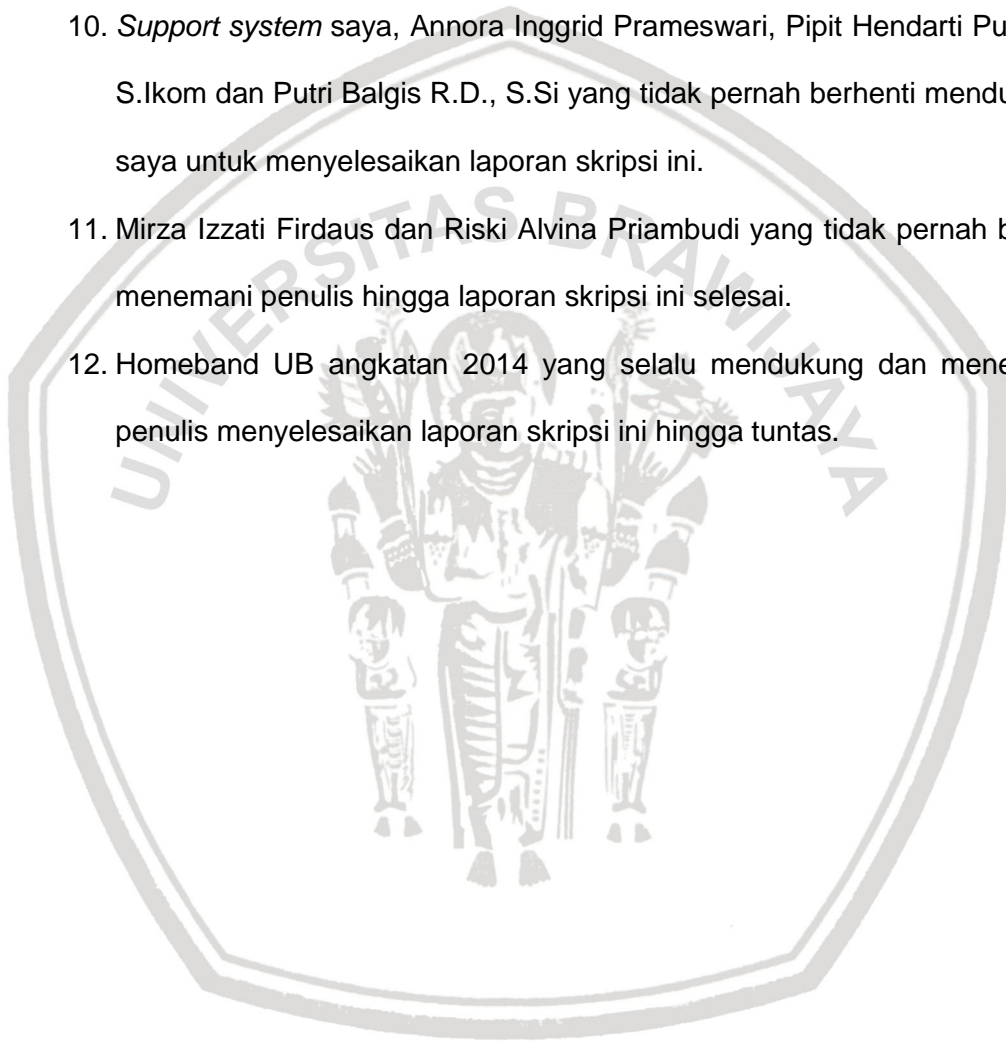 10. Support system saya, Annora Inggrid Prameswari, Pipit Hendarti
S.Ikom dan Putri Balgis R.D., S.Si yang tidak pernah berhenti
saya untuk menyelesaikan laporan skripsi ini.
11. Mirza Izzati Firdaus dan Riski Alvina Priambudi yang tidak pernah
menemani penulis hingga laporan skripsi ini selesai.
12. Homeband UB angkatan 2014 yang selalu mendukung dan
penulis menyelesaikan laporan skripsi ini hingga tuntas.
UNIVERSITAS BRAWIJAYA